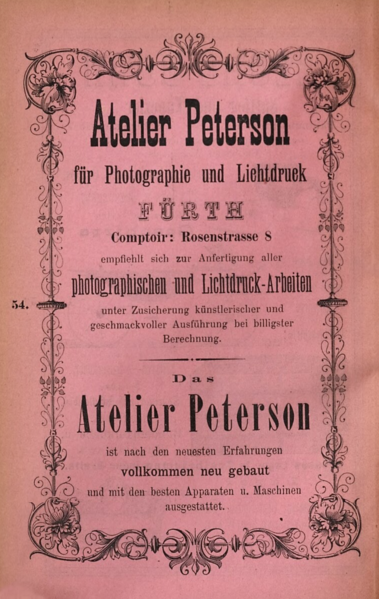 Atelier Peterson
für Photographie und Lichtdruck
FÜRTH
Comptoir: Rosenstrasse 8
empfiehlt sich zur Anfertigung aller
photographischen und Lichtdruck-Arbeiten
54.
unter Zusicherung künstlerischer und
geschmackvoller Ausführung bei billigster
Berechnung.
Das
Atelier Peterson
ist nach den neuesten Erfahrungen
vollkommen neu gebaut
und mit den besten Apparaten u. Maschinen
ausgestattet.